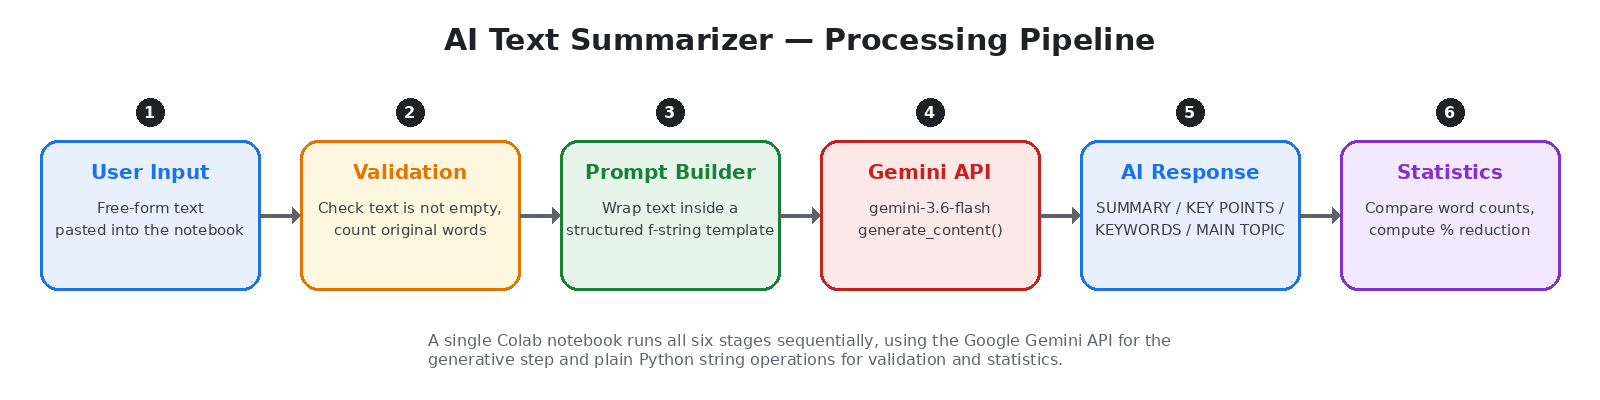 AI Text Summarizer — Processing Pipeline
1
User Input
Free-form text
pasted into the notebook
2
Validation
Check text is not empty,
count original words
3
Prompt Builder
Wrap text inside a
structured f-string template
4
Gemini API
gemini-3.6-flash
generate_content()
5
AI Response
SUMMARY / KEY POINTS /
KEYWORDS / MAIN TOPIC
6
Statistics
Compare word counts,
compute % reduction
A single Colab notebook runs all six stages sequentially, using the Google Gemini API for the
generative step and plain Python string operations for validation and statistics.